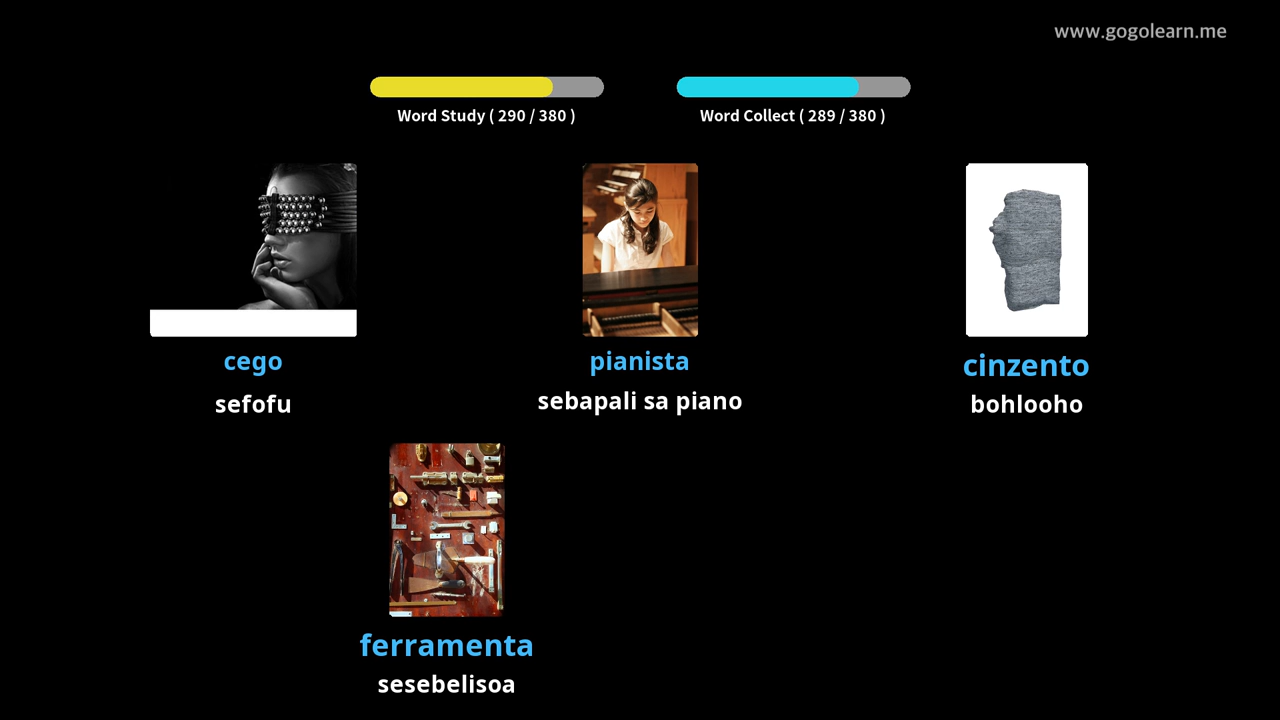 www.gogolearn.me
Word Study ( 290 / 380 )
Word Collect ( 289 / 380 )
cego
sefofu
pianista
sebapali sa piano
cinzento
bohlooho
ferramenta
sesebelisoa